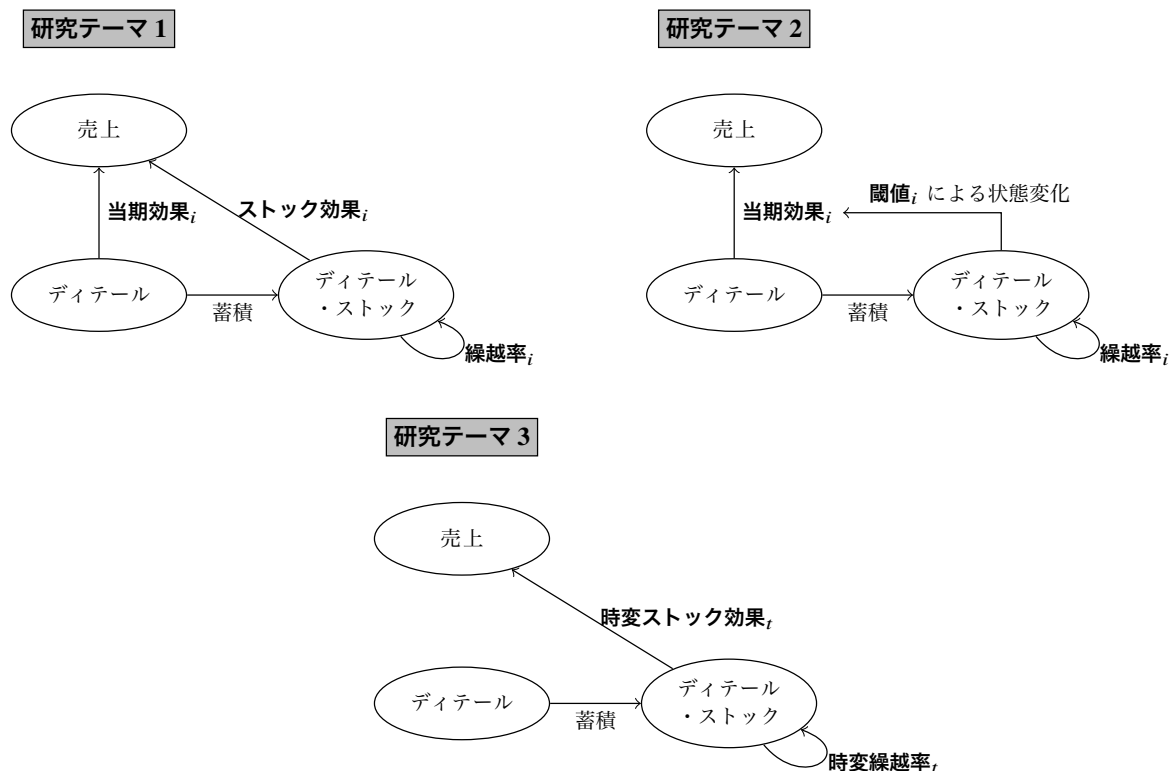 研究テーマ 1
売上
当期効果i
ストック効果i
ディテール
蓄積
ディテール
・ストック
繰越率i
研究テーマ 2
売上
当期効果i
閾値i による状態変化
ディテール
蓄積
ディテール
・ストック
繰越率i
研究テーマ 3
売上
時変ストック効果t
ディテール
蓄積
ディテール
・ストック
時変繰越率t